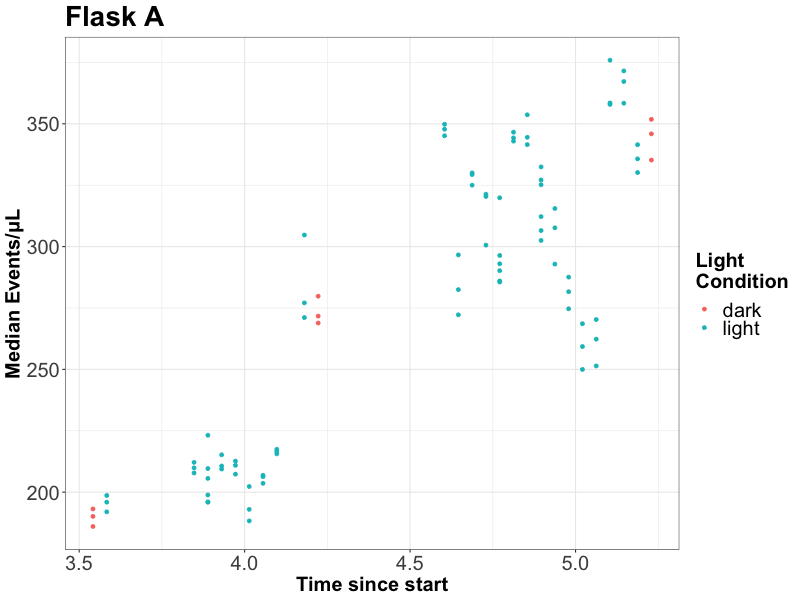 Flask A
Median Events/µL
350
300
250
200
3.5
4.0
4.5
5.0
Time since start
Light
Condition
dark
light